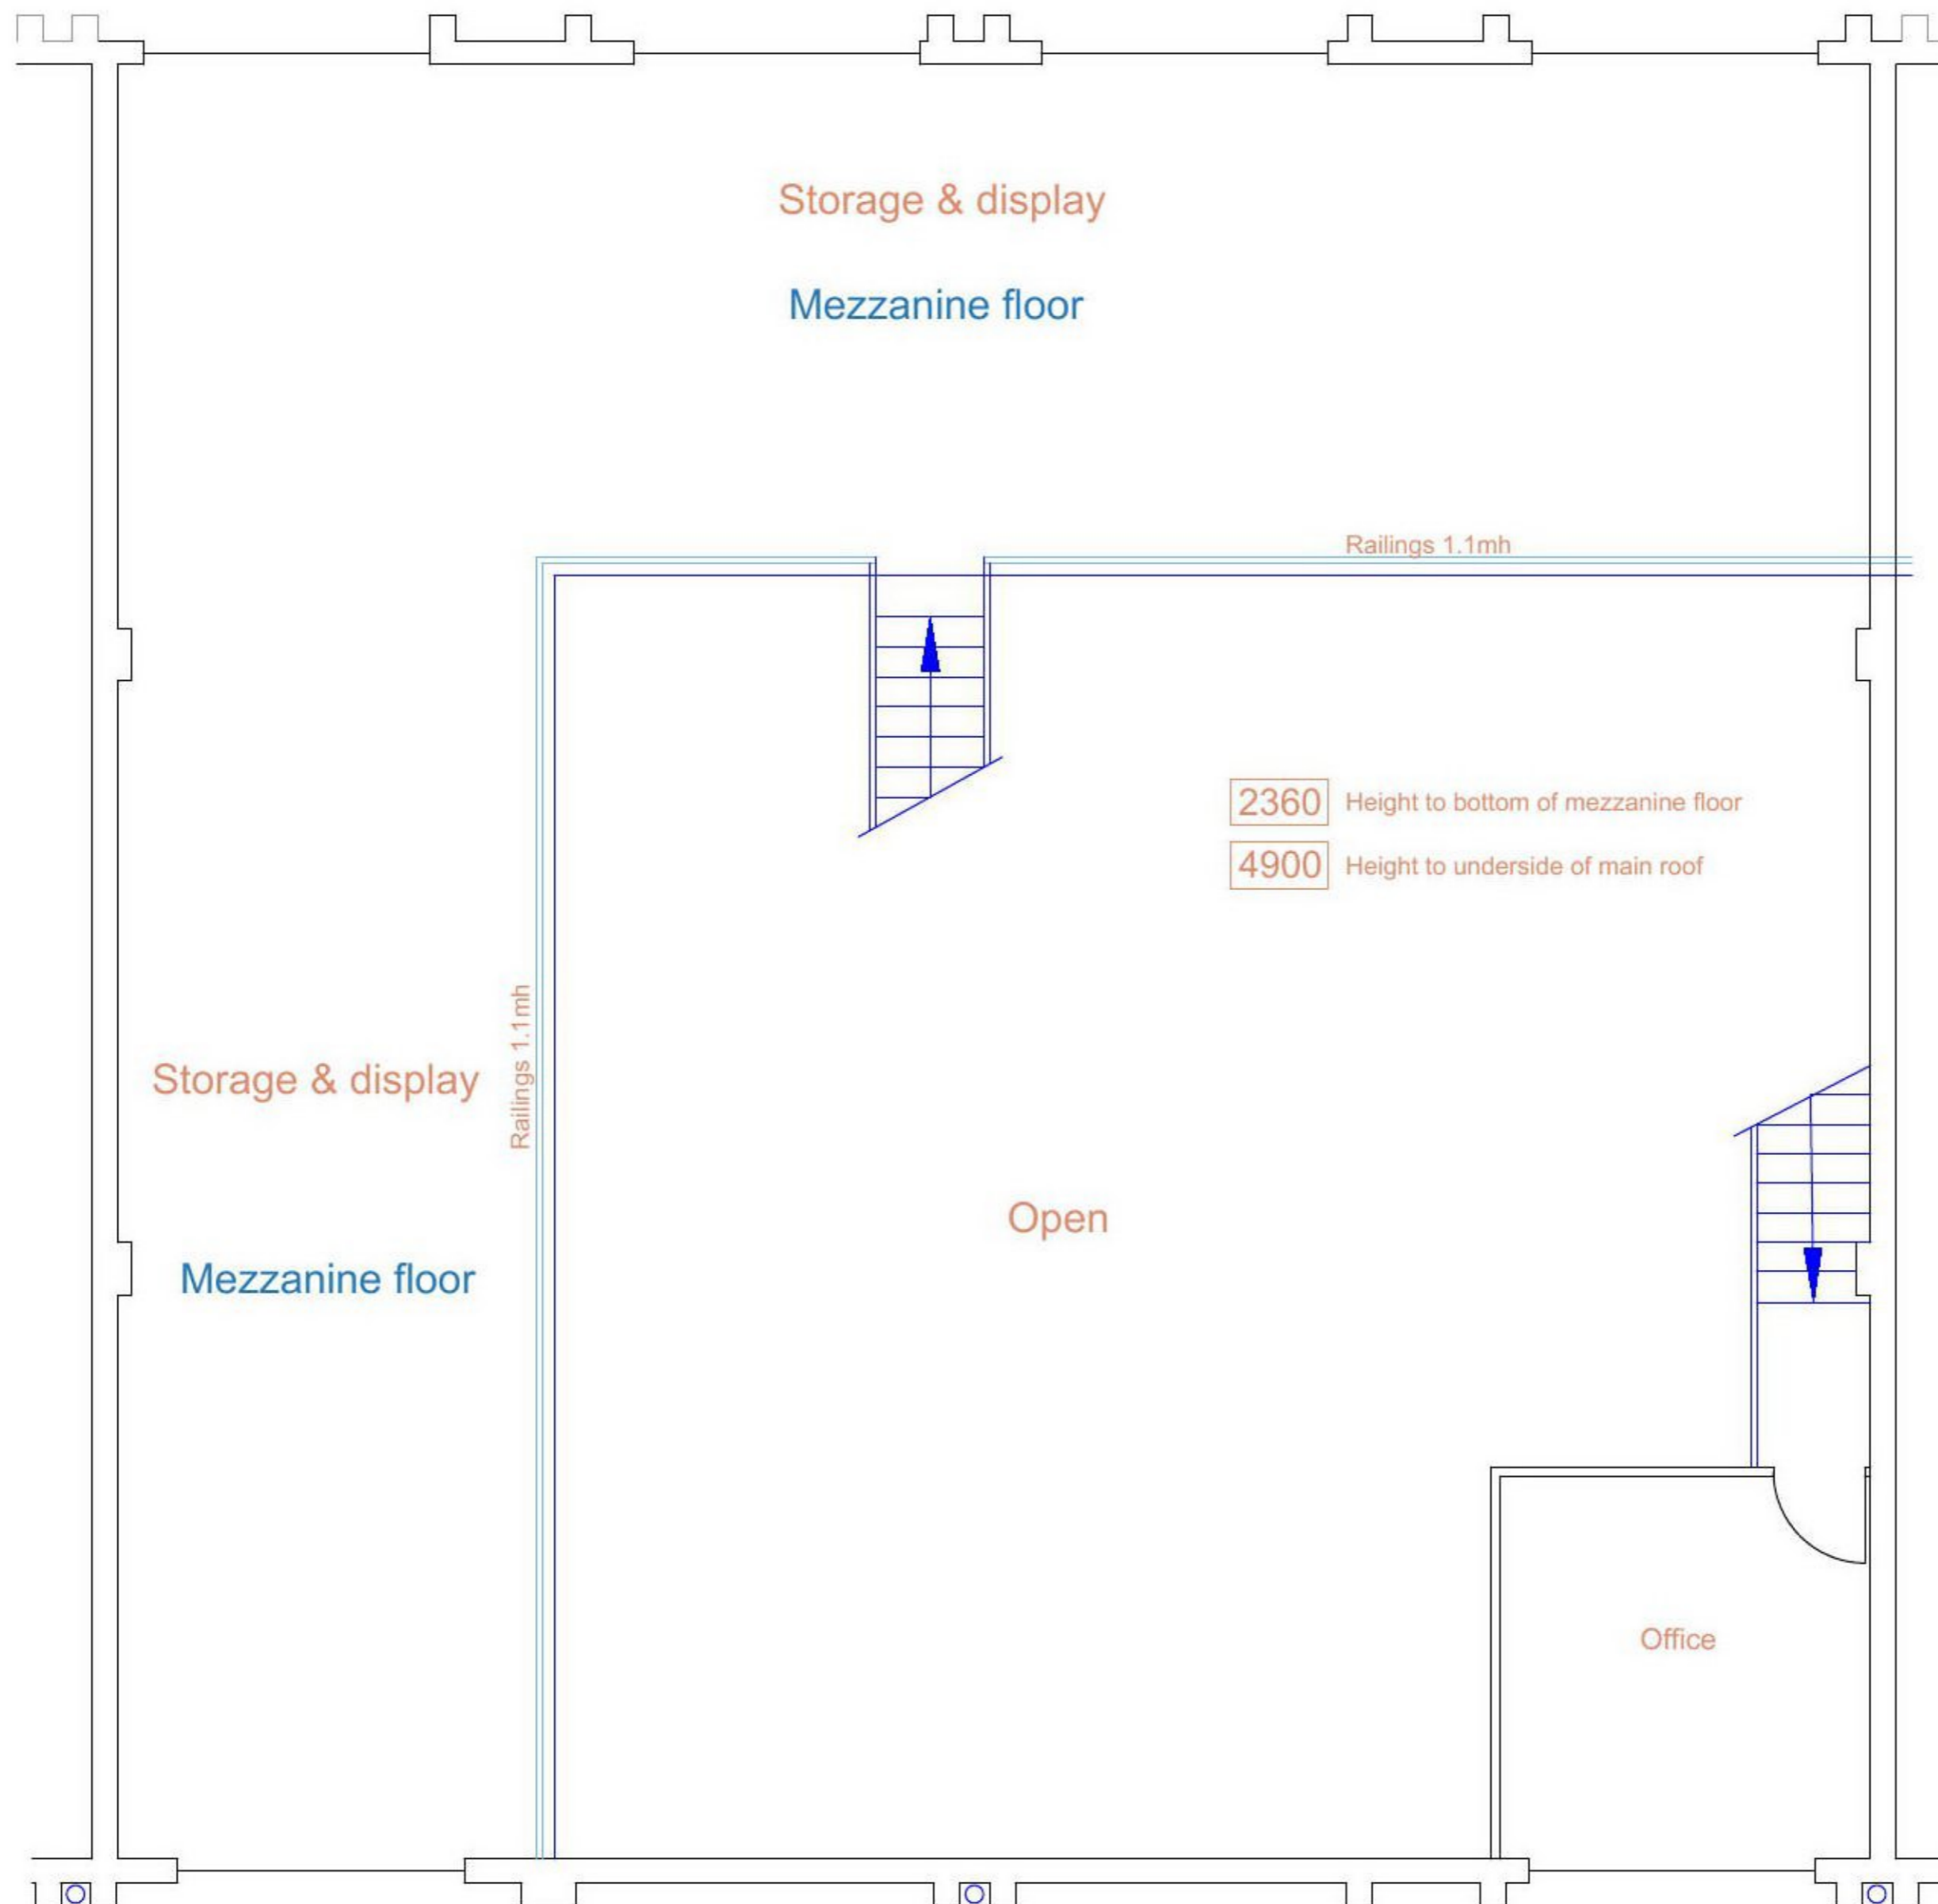 Storage & display
Mezzanine floor
Railings 1.1mh
2360 Height to bottom of mezzanine floor
4900 Height to underside of main roof
Railings 1.1mh
Storage & display
Open
Mezzanine floor
Office